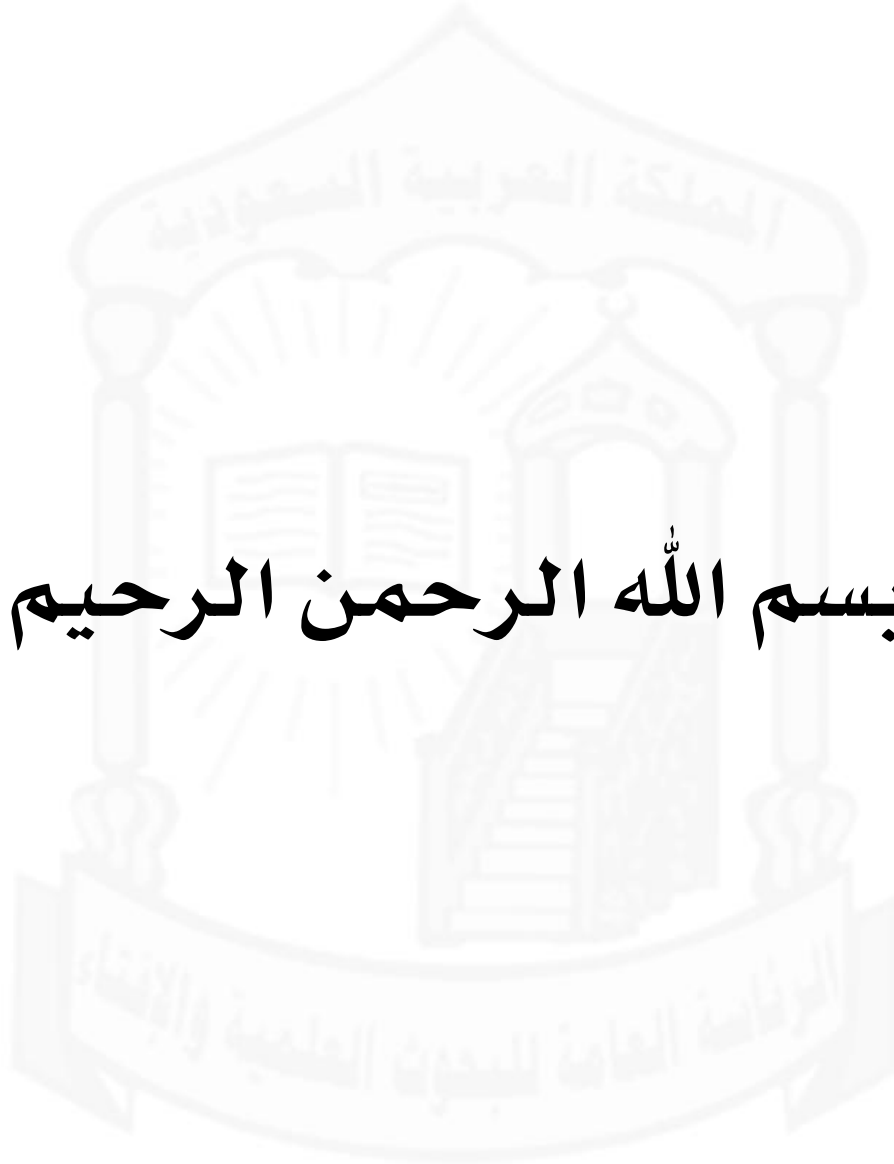 المملكة العربية السعودية
بسم الله الرحمن الرحيم
الرئاسة العامة للبحوث العلمية والإفتاء